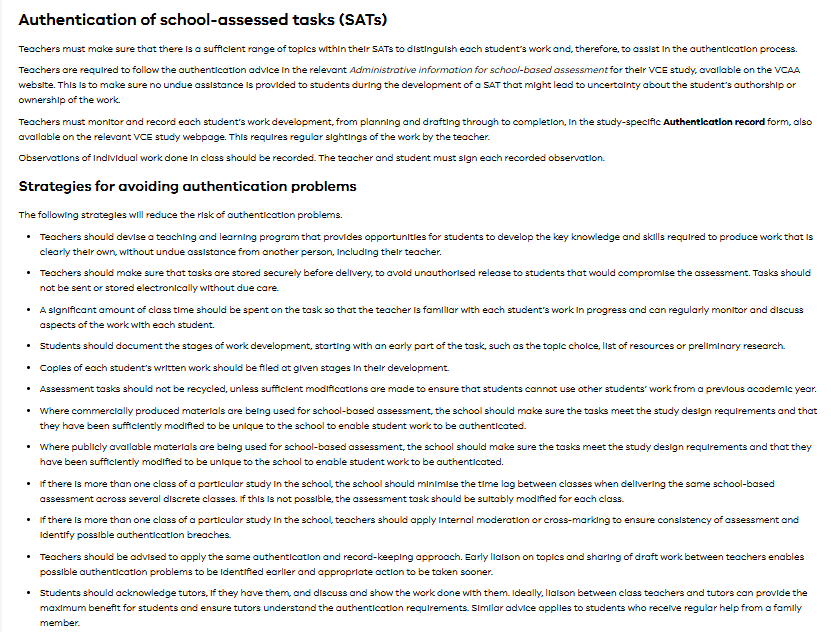 Authentication of school-assessed tasks (SATs)
Teachers must make sure that there is a sufficient range of topics within their SATs to distinguish each student's work and, therefore, to assist in the authentication process.
Teachers are required to follow the authentication advice in the relevant Administrative information for school-based assessment for their VCE study, available on the VCAA
website. This is to make sure no undue assistance is provided to students during the development of a SAT that might lead to uncertainty about the student's authorship or
ownership of the work.
Teachers must monitor and record each student's work development, from planning and drafting through to completion, in the study-specific Authentication record form, also
available on the relevant VCE study webpage. This requires regular sightings of the work by the teacher.
Observations of individual work done in class should be recorded. The teacher and student must sign each recorded observation.
Strategies for avoiding authentication problems
The following strategies will reduce the risk of authentication problems.
• Teachers should devise a teaching and learning program that provides opportunities for students to develop the key knowledge and skills required to produce work that is
clearly their own, without undue assistance from another person, including their teacher.
• Teachers should make sure that tasks are stored securely before delivery, to avoid unauthorised release to students that would compromise the assessment. Tasks should
not be sent or stored electronically without due care.
• A significant amount of class time should be spent on the task so that the teacher is familiar with each student's work in progress and can regularly monitor and discuss
aspects of the work with each student.
• Students should document the stages of work development, starting with an early part of the task, such as the topic choice, list of resources or preliminary research.
• Copies of each student's written work should be filed at given stages in their development.
• Assessment tasks should not be recycled, unless sufficient modifications are made to ensure that students cannot use other students' work from a previous academic year.
• Where commercially produced materials are being used for school-based assessment, the school should make sure the tasks meet the study design requirements and that
they have been sufficiently modified to be unique to the school to enable student work to be authenticated.
• Where publicly available materials are being used for school-based assessment, the school should make sure the tasks meet the study design requirements and that they
have been sufficiently modified to be unique to the school to enable student work to be authenticated.
• If there is more than one class of a particular study in the school, the school should minimise the time lag between classes when delivering the same school-based
assessment across several discrete classes. If this is not possible, the assessment task should be suitably modified for each class.
• If there is more than one class of a particular study in the school, teachers should apply internal moderation or cross-marking to ensure consistency of assessment and
identify possible authentication breaches.
• Teachers should be advised to apply the same authentication and record-keeping approach. Early liaison on topics and sharing of draft work between teachers enables
possible authentication problems to be identified earlier and appropriate action to be taken sooner.
• Students should acknowledge tutors, if they have them, and discuss and show the work done with them. Ideally, liaison between class teachers and tutors can provide the
maximum benefit for students and ensure tutors understand the authentication requirements. Similar advice applies to students who receive regular help from a family
member.